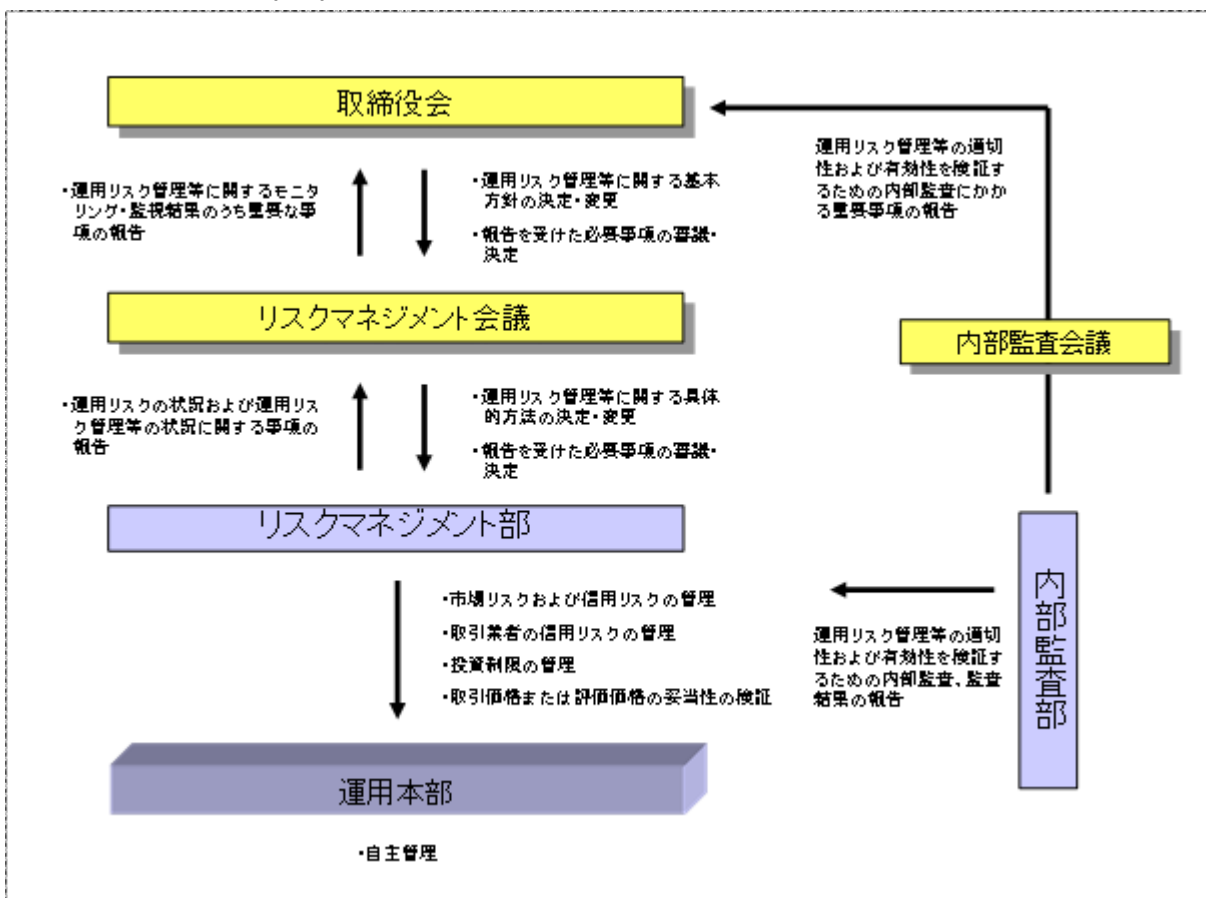 取締役会
・運用リスク管理等に関するモニタ
リング・監視結果のうち重要な事
項の報告
・運用リスク管理等に関する基本
方針の決定・変更
・報告を受けた必要事項の審議・
決定
運用リスク管理等の適切
性および有効性を検証す
るための内部監査にかか
る重要事項の報告
リスクマネジメント会議
内部監査会議
・運用リスクの状況および運用リス
ク管理等の状況に関する事項の
報告
・運用リスク管理等に関する具体
的方法の決定・変更
・報告を受けた必要事項の審議・
決定
リスクマネジメント部
・市場リスクおよび信用リスクの管理
・取引業者の信用リスクの管理
・投資制限の管理
・取引価格または評価価格の妥当性の検証
運用リスク管理等の適切
性および有効性を検証す
るための内部監査、監査
結果の報告
内部監査部
運用本部
・自主管理